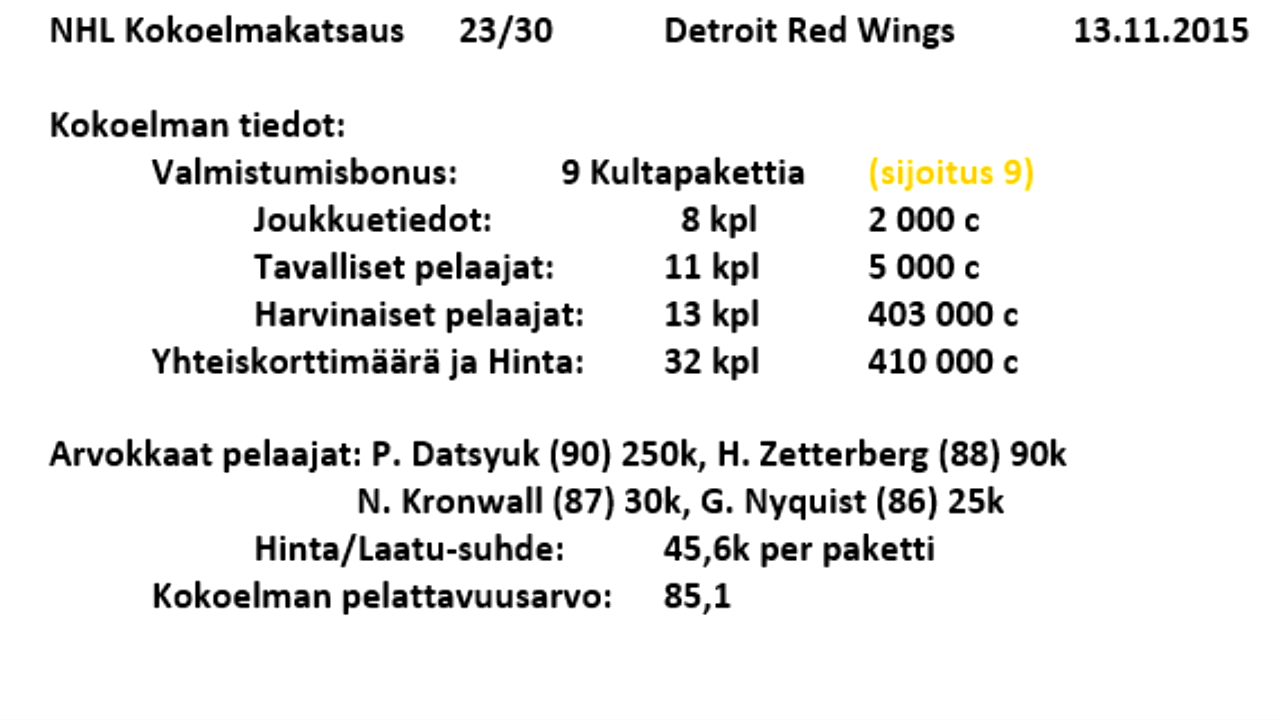 NHL Kokoelmakatsaus 23/30 Detroit Red Wings 13.11.2015
Kokoelman tiedot:
Valmistumisbonus: 9 Kultapakettia (sijoitus 9)
Joukkuetiedot: 8 kpl 2 000 c
Tavalliset pelaajat: 11 kpl 5 000 c
Harvinaiset pelaajat: 13 kpl 403 000 c
Yhteiskorttimäärä ja Hinta: 32 kpl 410 000 c
Arvokkaat pelaajat: P. Datsyuk (90) 250k, H. Zetterberg (88) 90k
N. Kronwall (87) 30k, G. Nyquist (86) 25k
Hinta/Laatu-suhde: 45,6k per paketti
Kokoelman pelattavuusarvo: 85,1